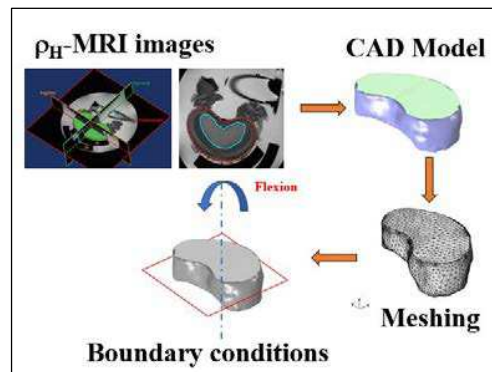 ρH-MRI images
CAD Model
Flexion
Meshing
Boundary conditions